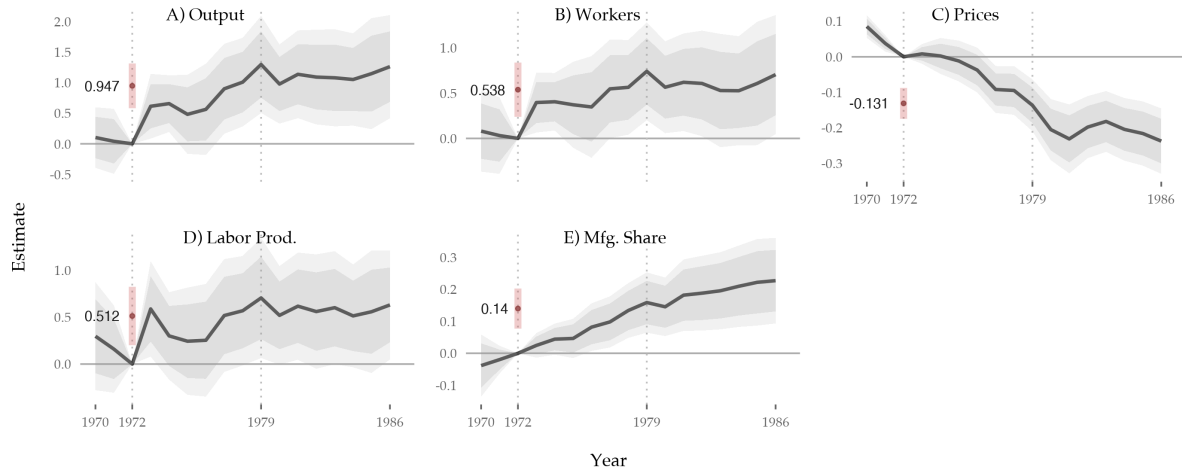 A) Output
2.0
1.5
1.0
0.5
0.0
-0.5
0.947
B) Workers
1.0
0.5
0.0
0.538
C) Prices
0.1
0.0
-0.1
-0.2
-0.3
-0.131
1970 1972 1979 1986
Estimate
D) Labor Prod.
1.0
0.5
0.0
0.512
1970 1972 1979 1986
E) Mfg. Share
0.3
0.2
0.1
0.0
-0.1
0.14
1970 1972 1979 1986
Year